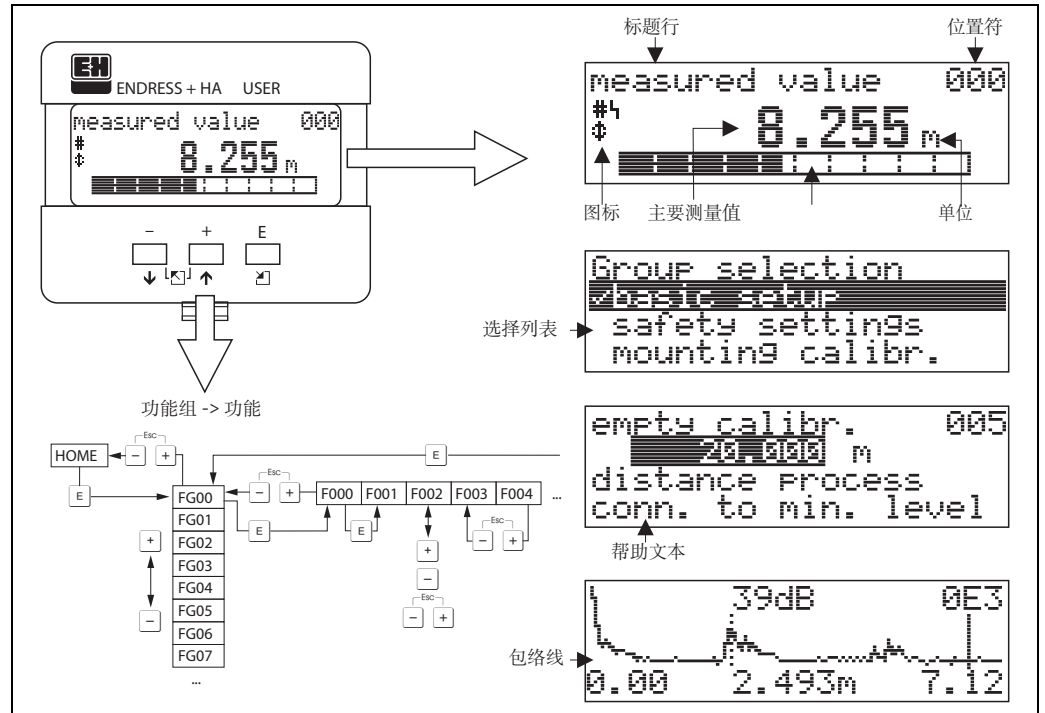 标题行 位置符
E+H
ENDRESS + HA USER
measured value 000
8.255 m
- + E
measured value 000
8.255 m
图标 主要测量值 单位
Group selection
basic setup
safety settings
mounting calibr.
选择列表
功能组 -> 功能
empty calibr. 005
20.000 m
distance process
conn. to min. level
帮助文本
39dB 0E3
0.00 2.493m 7.12
包络线
HOME
Esc
- +
E
E
FG00
FG01
FG02
FG03
FG04
FG05
FG06
FG07
...
+
-
Esc
- +
E
F000 F001 F002 F003 F004 ...
E
+
-
Esc
- +
Esc
- +